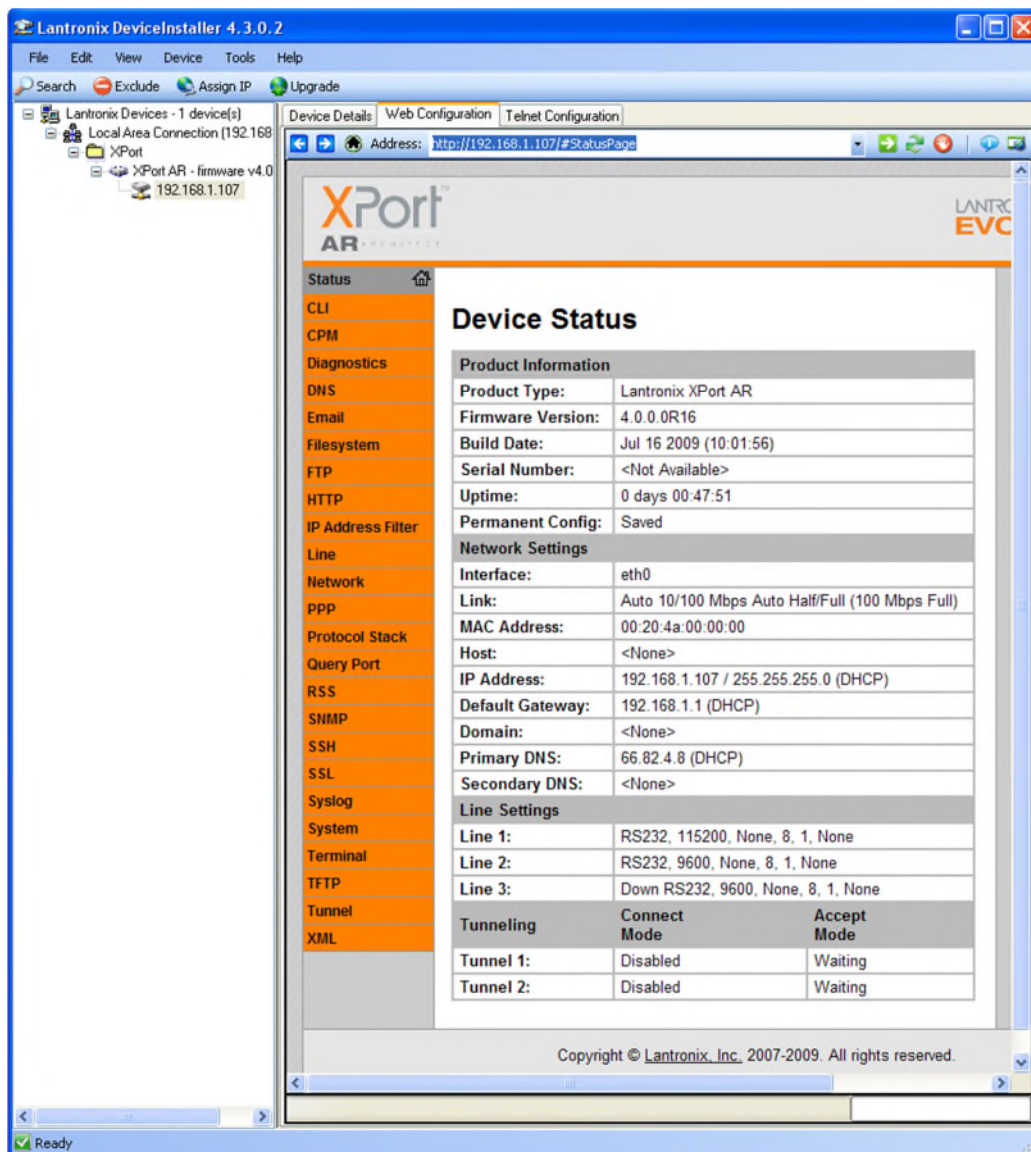 Lantronix DeviceInstaller 4.3.0.2
File Edit View Device Tools Help
Search Exclude Assign IP Upgrade
Lantronix Devices - 1 device(s)
Local Area Connection (192.168
XPort
XPort AR - firmware v4.0
192.168.1.107
Device Details Web Configuration Telnet Configuration
Address: http://192.168.1.107/#StatusPage
XPort™
AR
LANTRO
EVO
Status
CLI
CPM
Diagnostics
DNS
Email
Filesystem
FTP
HTTP
IP Address Filter
Line
Network
PPP
Protocol Stack
Query Port
RSS
SNMP
SSH
SSL
Syslog
System
Terminal
TFTP
Tunnel
XML
Device Status
Product Information
Product Type: Lantronix XPort AR
Firmware Version: 4.0.0.0R16
Build Date: Jul 16 2009 (10:01:56)
Serial Number: <Not Available>
Uptime: 0 days 00:47:51
Permanent Config: Saved
Network Settings
Interface: eth0
Link: Auto 10/100 Mbps Auto Half/Full (100 Mbps Full)
MAC Address: 00:20:4a:00:00:00
Host: <None>
IP Address: 192.168.1.107 / 255.255.255.0 (DHCP)
Default Gateway: 192.168.1.1 (DHCP)
Domain: <None>
Primary DNS: 66.82.4.8 (DHCP)
Secondary DNS: <None>
Line Settings
Line 1: RS232, 115200, None, 8, 1, None
Line 2: RS232, 9600, None, 8, 1, None
Line 3: Down RS232, 9600, None, 8, 1, None
Tunneling Connect Mode Accept Mode
Tunnel 1: Disabled Waiting
Tunnel 2: Disabled Waiting
Copyright © Lantronix, Inc. 2007-2009. All rights reserved.
Ready